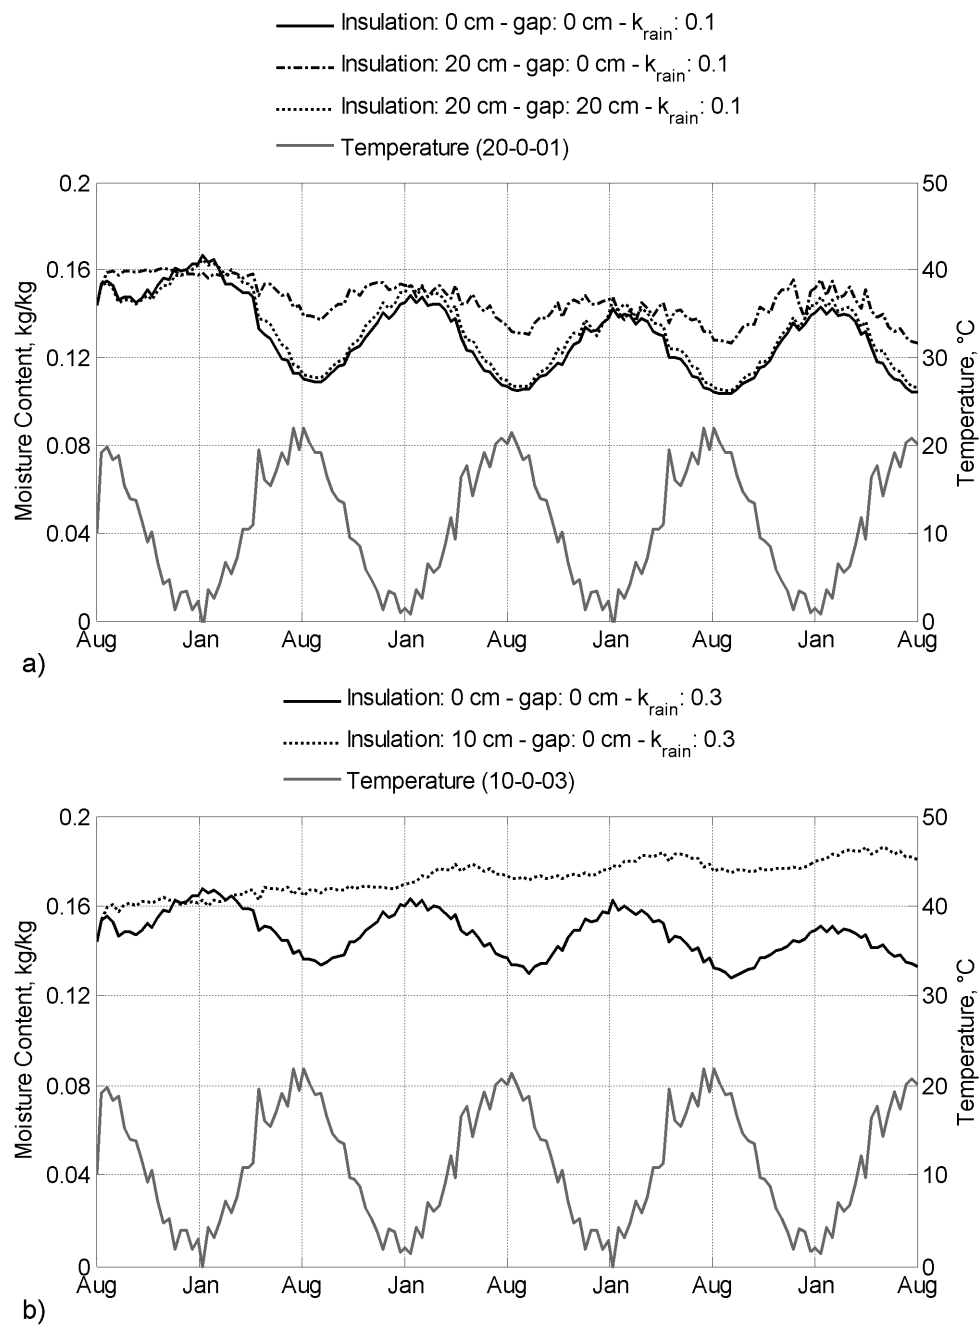 Insulation: 0 cm - gap: 0 cm - krain: 0.1
Insulation: 20 cm - gap: 0 cm - krain: 0.1
Insulation: 20 cm - gap: 20 cm - krain: 0.1
Temperature (20-0-01)
0.2 50
0.16 40
0.12 30
0.08 20
0.04 10
0 0
Moisture Content, kg/kg
Temperature, °C
Aug Jan Aug Jan Aug Jan Aug Jan Aug
a)
Insulation: 0 cm - gap: 0 cm - krain: 0.3
Insulation: 10 cm - gap: 0 cm - krain: 0.3
Temperature (10-0-03)
0.2 50
0.16 40
0.12 30
0.08 20
0.04 10
0 0
Moisture Content, kg/kg
Temperature, °C
Aug Jan Aug Jan Aug Jan Aug Jan Aug
b)